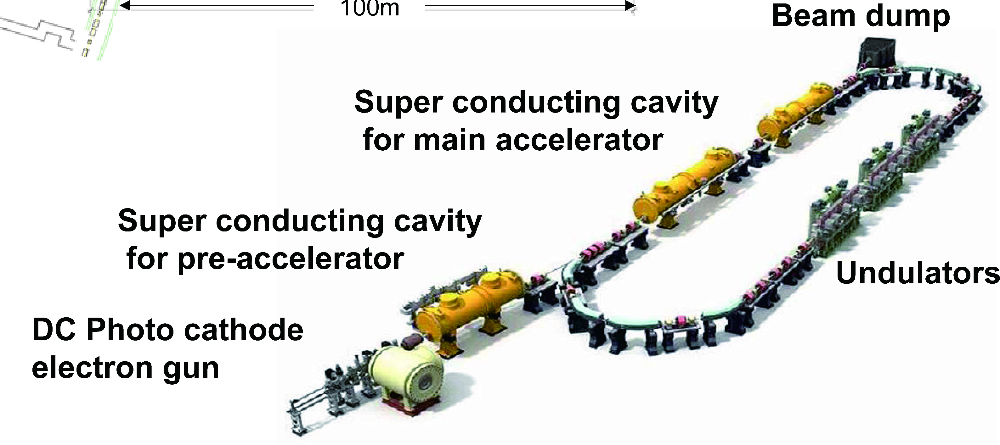 100m
Beam dump
Super conducting cavity
for main accelerator
Super conducting cavity
for pre-accelerator
Undulators
DC Photo cathode
electron gun